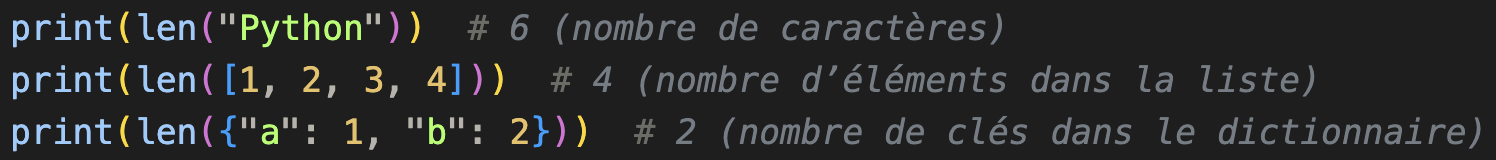 print(len("Python"))  # 6 (nombre de caractères)
print(len([1, 2, 3, 4]))  # 4 (nombre d’éléments dans la liste)
print(len({"a": 1, "b": 2}))  # 2 (nombre de clés dans le dictionnaire)